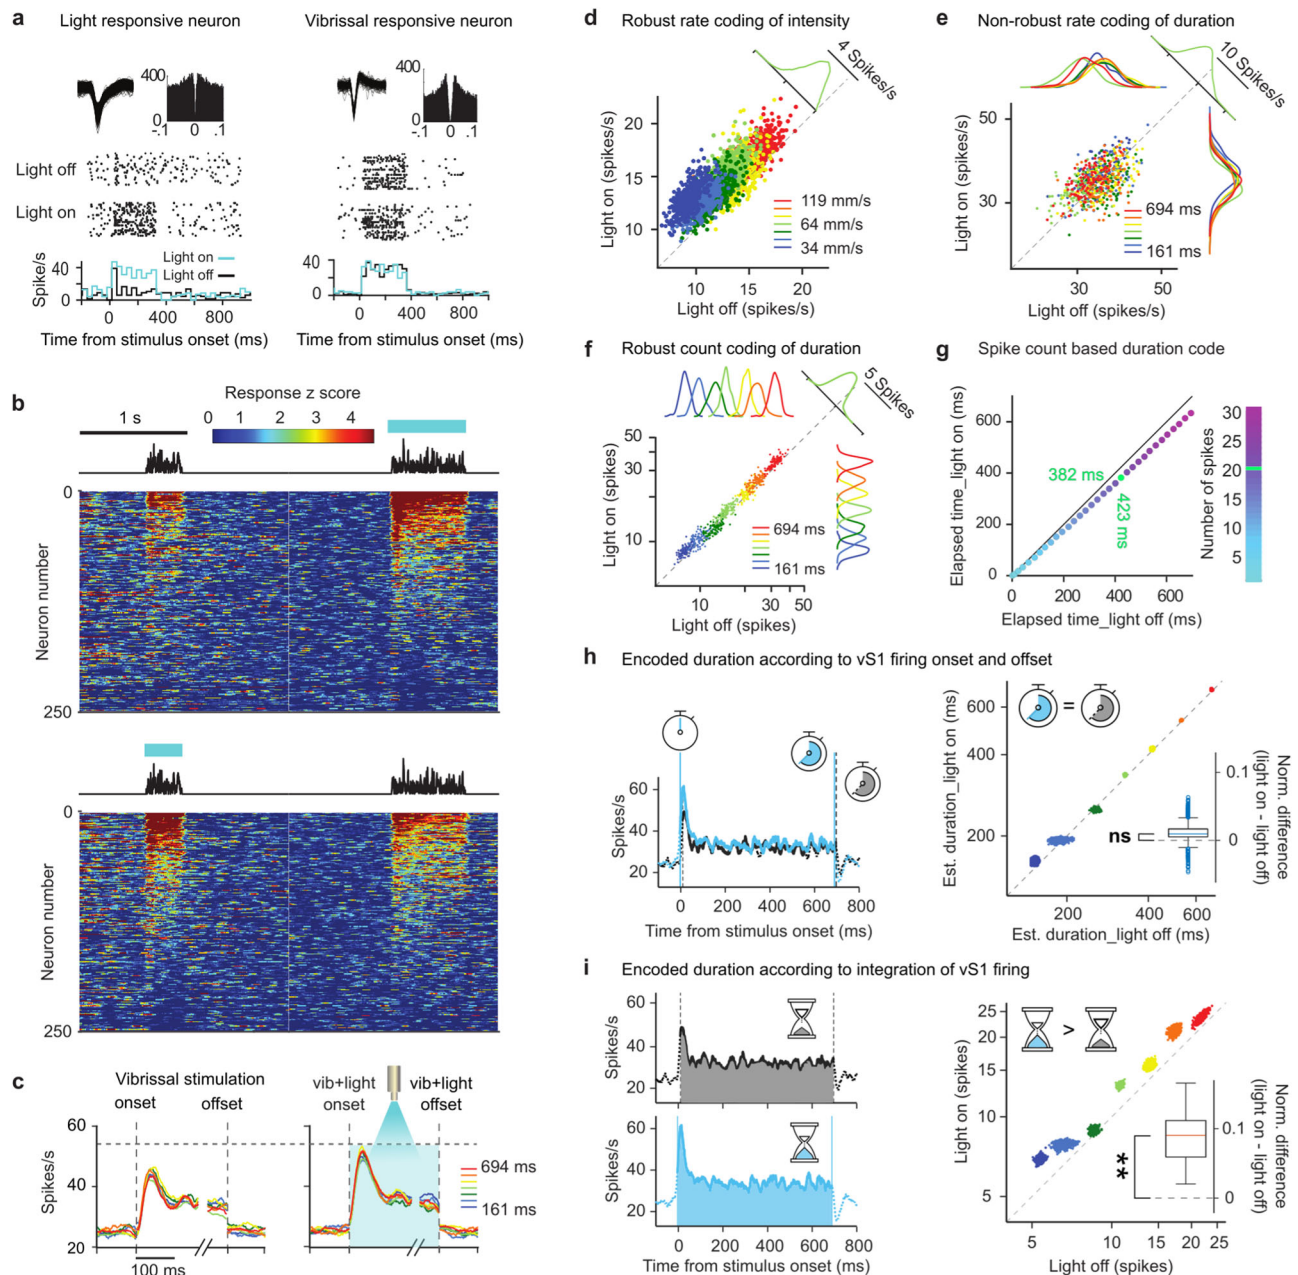 a
Light responsive neuron
Vibrissal responsive neuron
400
0
-.1 0 .1
400
0
-.1 0 .1
Light off
Light on
Spike/s
40
0
Light on
Light off
0 400 800
Time from stimulus onset (ms)
40
0
0 400 800
Time from stimulus onset (ms)
b
Response z score
1 s
0 1 2 3 4
Neuron number
0
250
Neuron number
0
250
c
Vibrissal stimulation
onset offset
vib+light onset
vib+light offset
Spikes/s
60
40
20
100 ms
60
40
20
694 ms
161 ms
d
Robust rate coding of intensity
4 Spikes/s
Light on (spikes/s)
20
15
10
119 mm/s
64 mm/s
34 mm/s
10 15 20
Light off (spikes/s)
e
Non-robust rate coding of duration
10 Spikes/s
Light on (spikes/s)
50
30
694 ms
161 ms
30 50
Light off (spikes/s)
f
Robust count coding of duration
5 Spikes
Light on (spikes)
50
30
10
694 ms
161 ms
10 30 50
Light off (spikes)
g
Spike count based duration code
Elapsed time_light on (ms)
600
400
200
0
382 ms
423 ms
0 200 400 600
Elapsed time_light off (ms)
Number of spikes
30
25
20
15
10
5
h
Encoded duration according to vS1 firing onset and offset
Spikes/s
60
40
20
0 200 400 600 800
Time from stimulus onset (ms)
Est. duration_light on (ms)
600
400
200
=
ns
0.1
0
Norm. difference
(light on - light off)
200 400 600
Est. duration_light off (ms)
i
Encoded duration according to integration of vS1 firing
Spikes/s
60
40
20
Spikes/s
60
40
20
0 200 400 600 800
Time from stimulus onset (ms)
Light on (spikes)
25
20
15
10
5
>
**
0.1
0
Norm. difference
(light on - light off)
5 10 15 20 25
Light off (spikes)